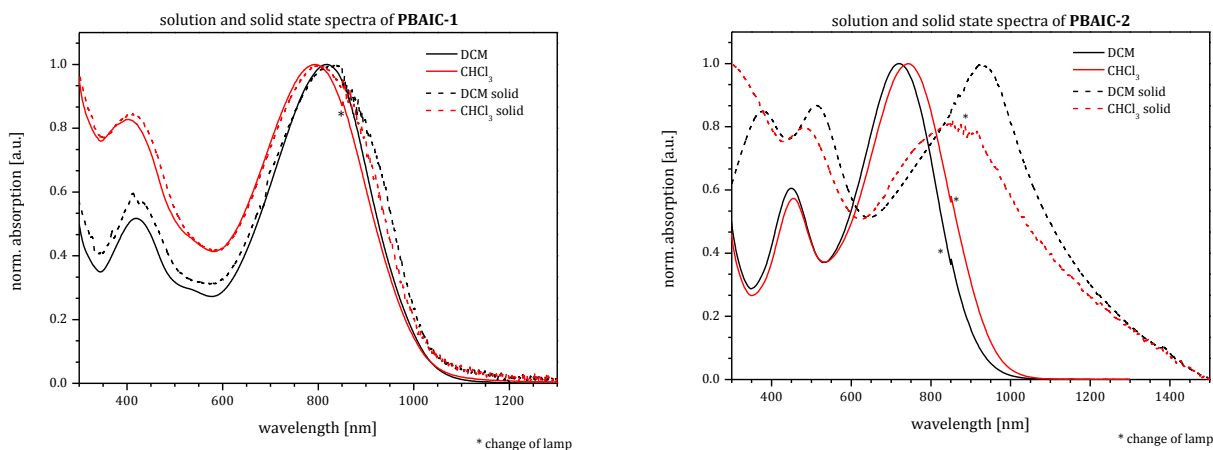 solution and solid state spectra of PBAIC-1
DCM
CHCl3
DCM solid
CHCl3 solid
norm. absorption [a.u.]
1.0
0.8
0.6
0.4
0.2
0.0
*
400 600 800 1000 1200
wavelength [nm]
* change of lamp
solution and solid state spectra of PBAIC-2
DCM
CHCl3
DCM solid
CHCl3 solid
norm. absorption [a.u.]
1.0
0.8
0.6
0.4
0.2
0.0
*
*
*
400 600 800 1000 1200 1400
wavelength [nm]
* change of lamp